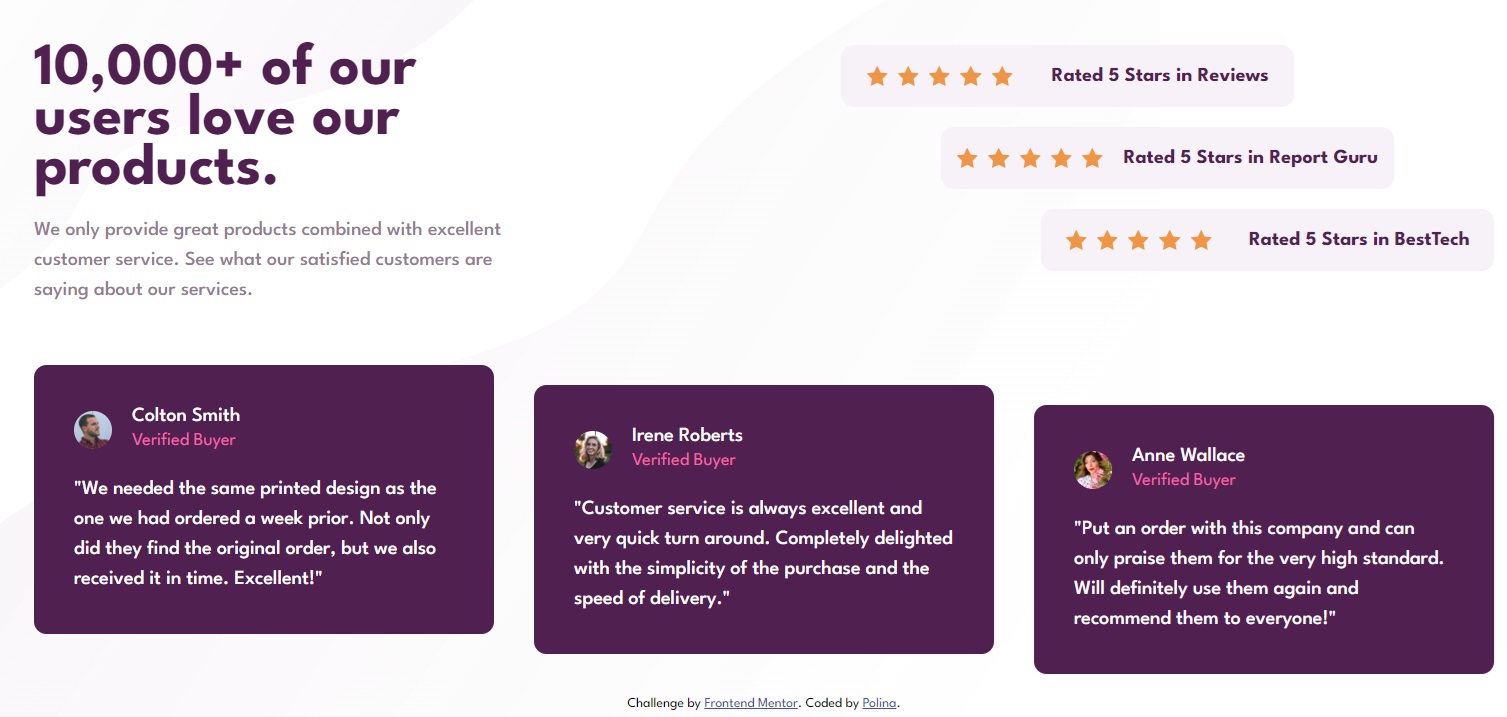 10,000+ of our
users love our
products.
We only provide great products combined with excellent
customer service. See what our satisfied customers are
saying about our services.
Rated 5 Stars in Reviews
Rated 5 Stars in Report Guru
Rated 5 Stars in BestTech
Colton Smith
Verified Buyer
"We needed the same printed design as the
one we had ordered a week prior. Not only
did they find the original order, but we also
received it in time. Excellent!"
Irene Roberts
Verified Buyer
"Customer service is always excellent and
very quick turn around. Completely delighted
with the simplicity of the purchase and the
speed of delivery."
Anne Wallace
Verified Buyer
"Put an order with this company and can
only praise them for the very high standard.
Will definitely use them again and
recommend them to everyone!"
Challenge by Frontend Mentor. Coded by Polina.